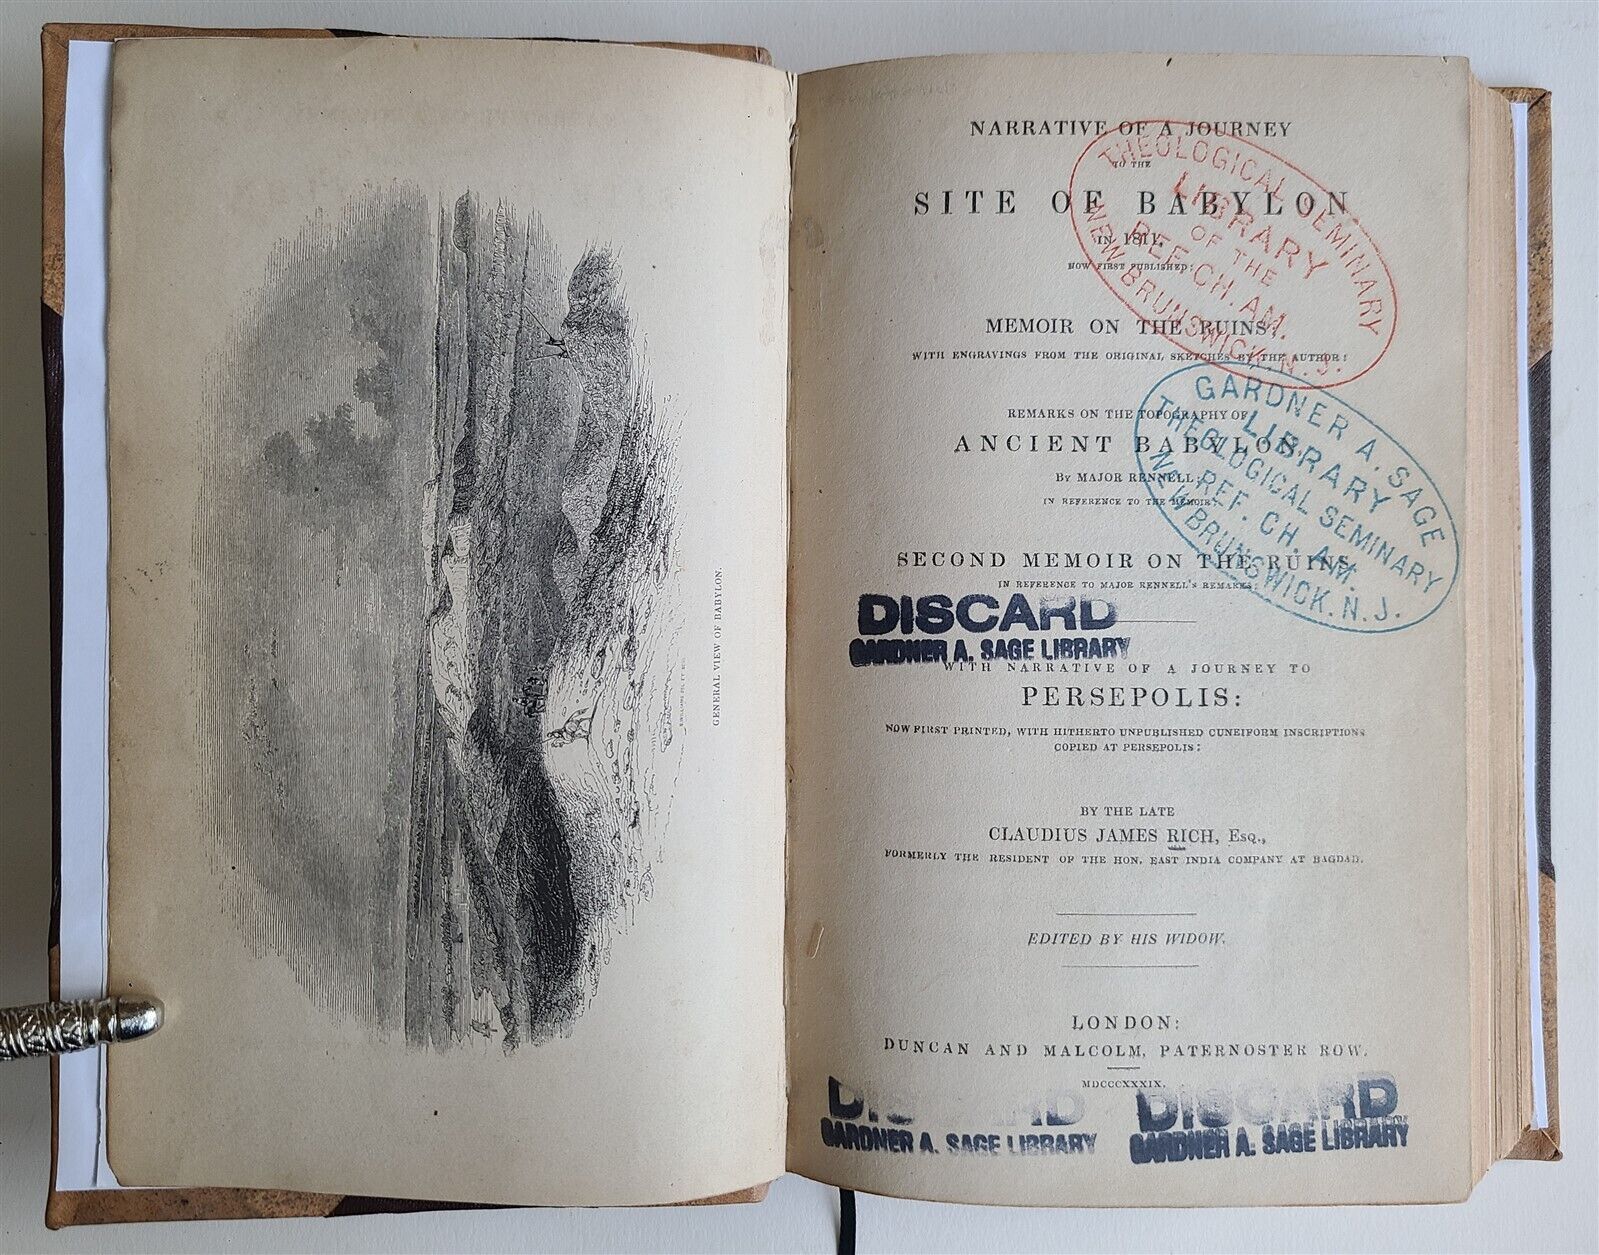 GENERAL VIEW OF BABYLON.
NARRATIVE OF A JOURNEY
TO THE
SITE OF BABYLON
IN 1811,
NOW FIRST PUBLISHED:
MEMOIR ON THE RUINS;
WITH ENGRAVINGS FROM THE ORIGINAL SKETCHES BY THE AUTHOR:
REMARKS ON THE TOPOGRAPHY OF
ANCIENT BABYLON,
BY MAJOR RENNELL;
IN REFERENCE TO THE MEMOIR:
SECOND MEMOIR ON THE RUINS;
IN REFERENCE TO MAJOR RENNELL'S REMARKS:
WITH NARRATIVE OF A JOURNEY TO
PERSEPOLIS:
NOW FIRST PRINTED, WITH HITHERTO UNPUBLISHED CUNEIFORM INSCRIPTIONS
COPIED AT PERSEPOLIS:
BY THE LATE
CLAUDIUS JAMES RICH, ESQ.,
FORMERLY THE RESIDENT OF THE HON. EAST INDIA COMPANY AT BAGDAD.
EDITED BY HIS WIDOW.
LONDON:
DUNCAN AND MALCOLM, PATERNOSTER ROW.
MDCCCXXXIX.
THEOLOGICAL SEMINARY
LIBRARY
OF THE
REF. CH. AM.
NEW BRUNSWICK, N. J.
GARDNER A. SAGE
LIBRARY
THEOLOGICAL SEMINARY
REF. CH. AM.
NEW BRUNSWICK. N. J.
DISCARD
GARDNER A. SAGE LIBRARY
DISCARD
GARDNER A. SAGE LIBRARY
DISCARD
GARDNER A. SAGE LIBRARY